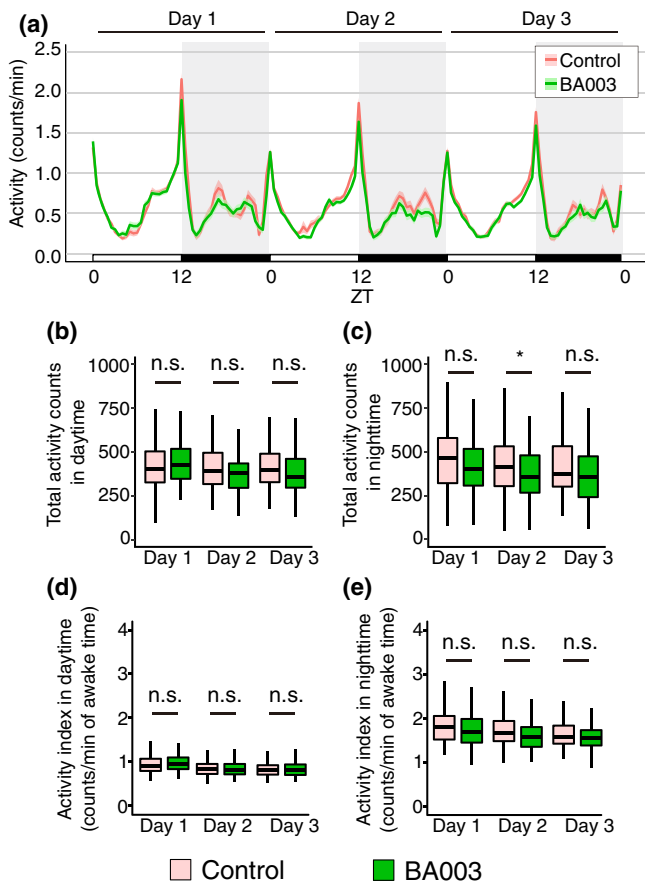 (a)
Day 1
Day 2
Day 3
Activity (counts/min)
2.5
2.0
1.5
1.0
0.5
0.0
Control
BA003
0
12
0
12
0
12
0
ZT
(b)
Total activity counts
in daytime
1000
750
500
250
0
n.s.
n.s.
n.s.
Day 1
Day 2
Day 3
(c)
Total activity counts
in nighttime
1000
750
500
250
0
n.s.
*
n.s.
Day 1
Day 2
Day 3
(d)
Activity index in daytime
(counts/min of awake time)
4
3
2
1
0
n.s.
n.s.
n.s.
Day 1
Day 2
Day 3
(e)
Activity index in nighttime
(counts/min of awake time)
4
3
2
1
0
n.s.
n.s.
n.s.
Day 1
Day 2
Day 3
Control
BA003